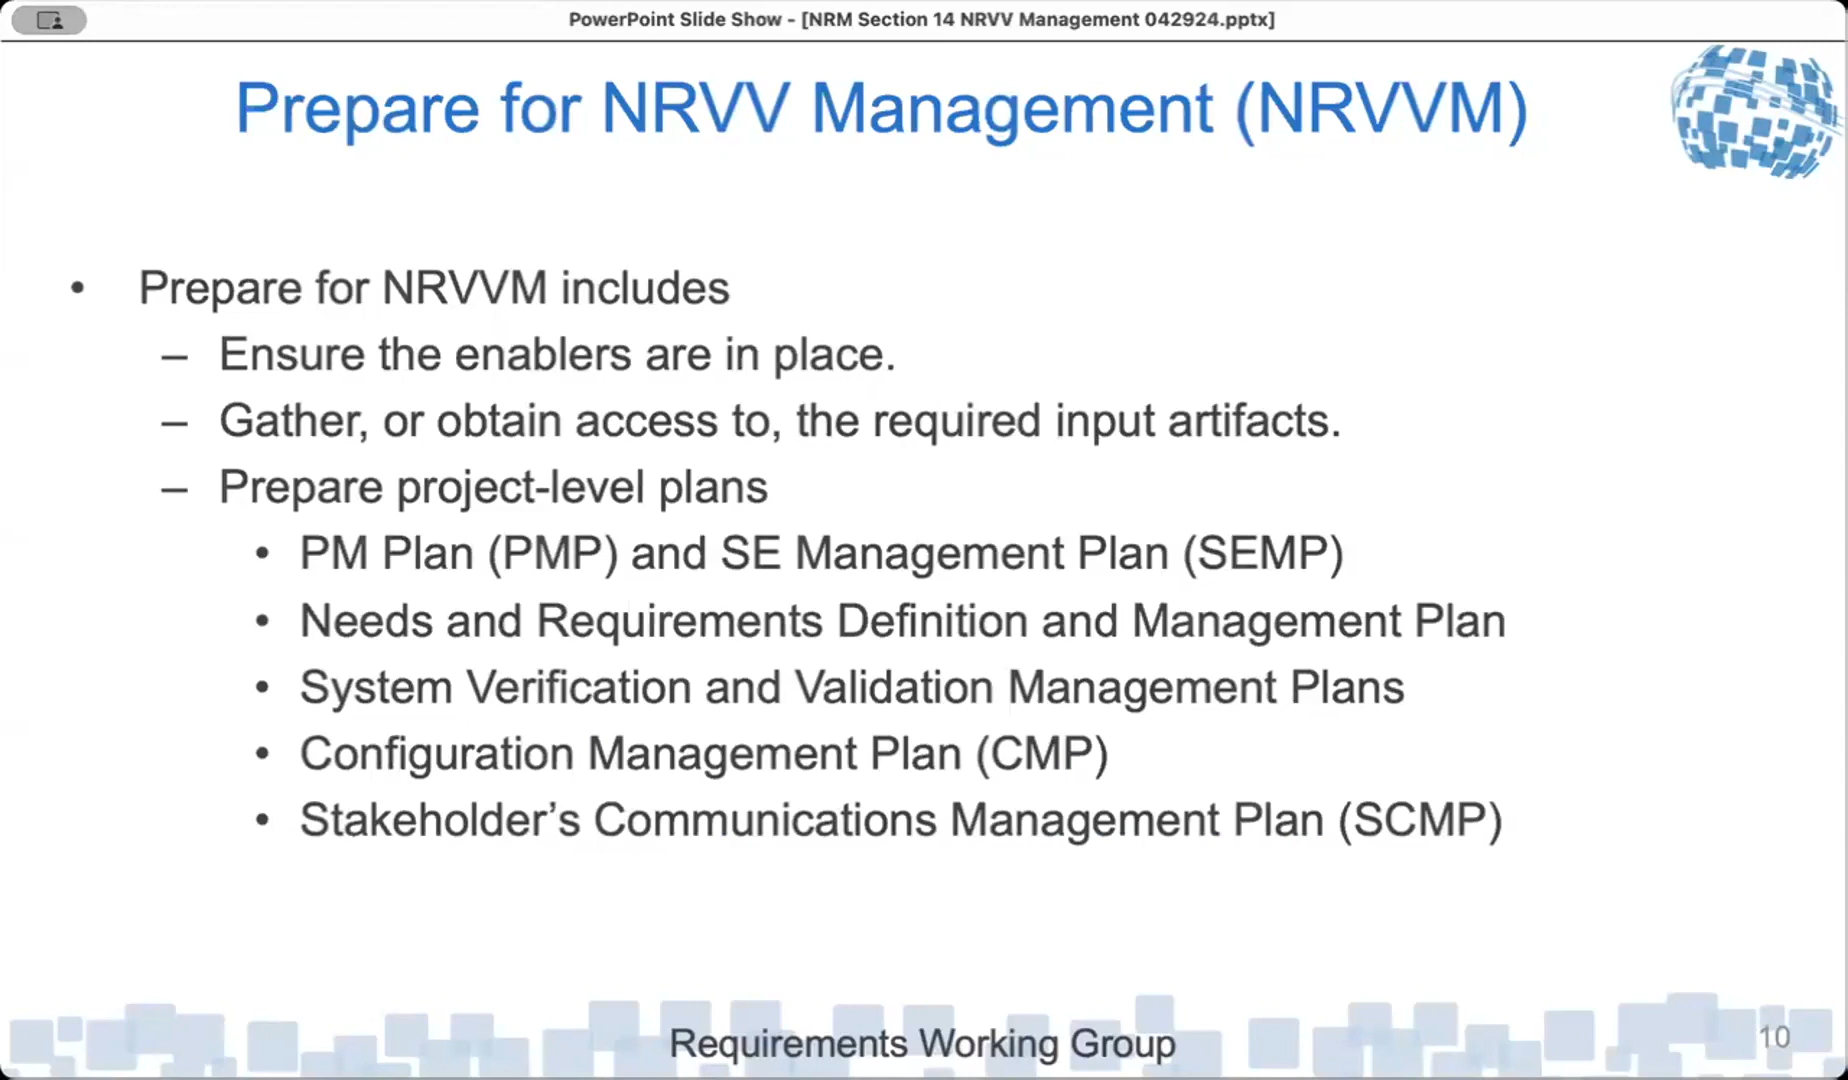 PowerPoint Slide Show - [NRM Section 14 NRVV Management 042924.pptx]
Prepare for NRVV Management (NRVVM)
• Prepare for NRVVM includes
– Ensure the enablers are in place.
– Gather, or obtain access to, the required input artifacts.
– Prepare project-level plans
• PM Plan (PMP) and SE Management Plan (SEMP)
• Needs and Requirements Definition and Management Plan
• System Verification and Validation Management Plans
• Configuration Management Plan (CMP)
• Stakeholder’s Communications Management Plan (SCMP)
Requirements Working Group
10